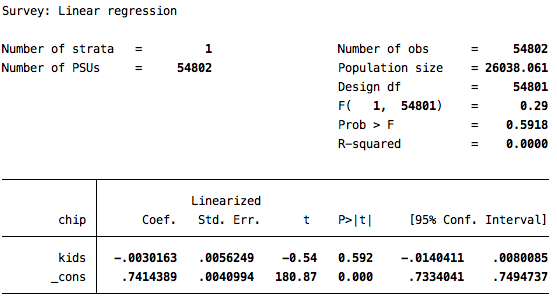 Survey: Linear regression
Number of strata = 1 Number of obs = 54802
Number of PSUs = 54802 Population size = 26038.061
Design df = 54801
F( 1, 54801) = 0.29
Prob > F = 0.5918
R-squared = 0.0000
Linearized
chip Coef. Std. Err. t P>|t| [95% Conf. Interval]
kids -.0030163 .0056249 -0.54 0.592 -.0140411 .0080085
_cons .7414389 .0040994 180.87 0.000 .7334041 .7494737